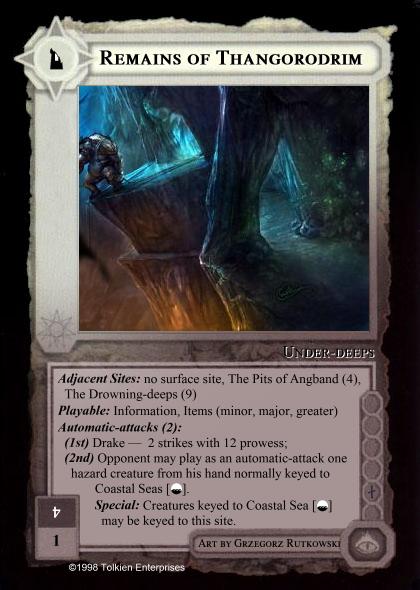 REMAINS OF THANGORODRIM
UNDER-DEEPS
Adjacent Sites: no surface site, The Pits of Angband (4),
The Drowning-deeps (9)
Playable: Information, Items (minor, major, greater)
Automatic-attacks (2):
(1st) Drake — 2 strikes with 12 prowess;
(2nd) Opponent may play as an automatic-attack one
hazard creature from his hand normally keyed to
Coastal Seas [ ].
Special: Creatures keyed to Coastal Sea [ ]
may be keyed to this site.
4
1
ART BY GRZEGORZ RUTKOWSKI
©1998 Tolkien Enterprises